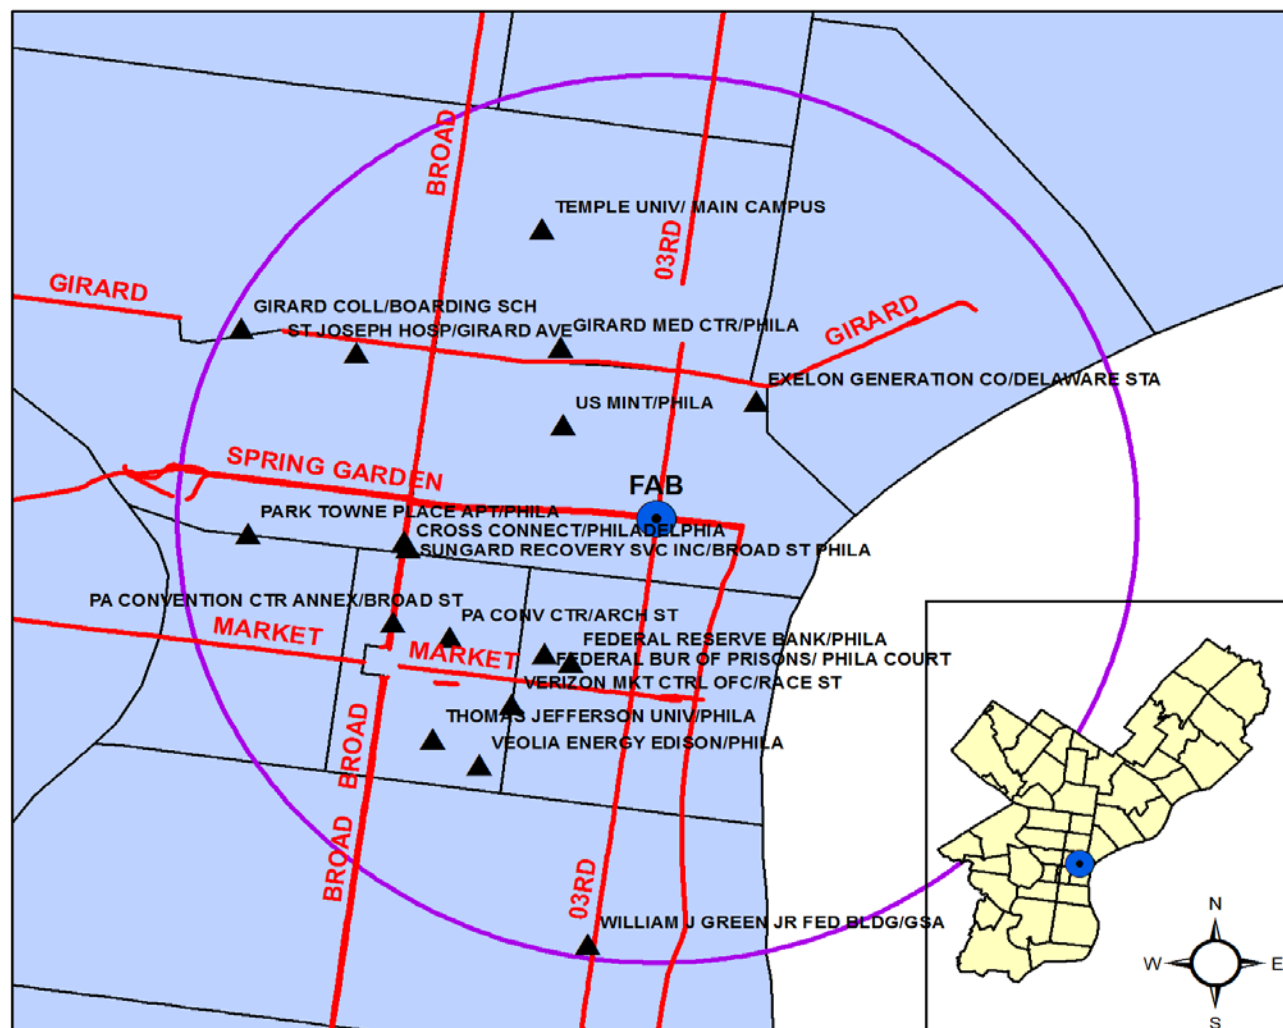 BROAD
TEMPLE UNIV/ MAIN CAMPUS
03RD
GIRARD
GIRARD COLL/BOARDING SCH
ST JOSEPH HOSP/GIRARD AVE
GIRARD MED CTR/PHILA
GIRARD
EXELON GENERATION CO/DELAWARE STA
US MINT/PHILA
SPRING GARDEN
FAB
PARK TOWNE PLACE APT/PHILA
CROSS CONNECT/PHILADELPHIA
SUNGARD RECOVERY SVC INC/BROAD ST PHILA
PA CONVENTION CTR ANNEX/BROAD ST
PA CONV CTR/ARCH ST
MARKET
MARKET
FEDERAL RESERVE BANK/PHILA
FEDERAL BUR OF PRISONS/ PHILA COURT
VERIZON MKT CTRL OFC/RACE ST
THOMAS JEFFERSON UNIV/PHILA
VEOLIA ENERGY EDISON/PHILA
BROAD
BROAD
03RD
WILLIAM J GREEN JR FED BLDG/GSA
N
W
E
S